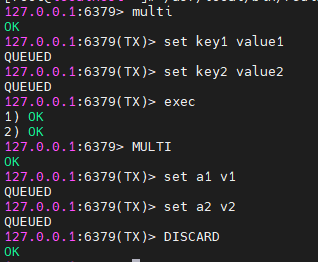 127.0.0.1:6379> multi
OK
127.0.0.1:6379(TX)> set key1 value1
QUEUED
127.0.0.1:6379(TX)> set key2 value2
QUEUED
127.0.0.1:6379(TX)> exec
1) OK
2) OK
127.0.0.1:6379> MULTI
OK
127.0.0.1:6379(TX)> set a1 v1
QUEUED
127.0.0.1:6379(TX)> set a2 v2
QUEUED
127.0.0.1:6379(TX)> DISCARD
OK